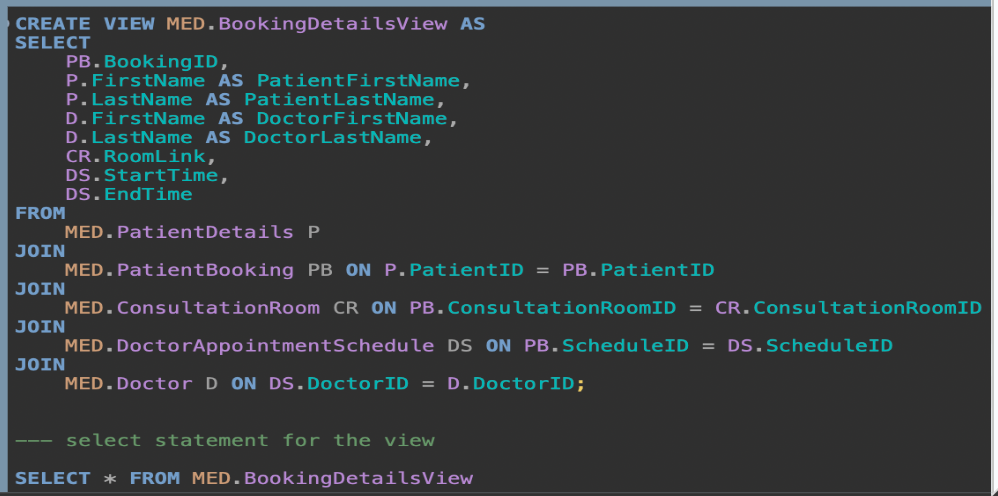 CREATE VIEW MED.BookingDetailsView AS
SELECT
    PB.BookingID,
    P.FirstName AS PatientFirstName,
    P.LastName AS PatientLastName,
    D.FirstName AS DoctorFirstName,
    D.LastName AS DoctorLastName,
    CR.RoomLink,
    DS.StartTime,
    DS.EndTime
FROM
    MED.PatientDetails P
JOIN
    MED.PatientBooking PB ON P.PatientID = PB.PatientID
JOIN
    MED.ConsultationRoom CR ON PB.ConsultationRoomID = CR.ConsultationRoomID
JOIN
    MED.DoctorAppointmentSchedule DS ON PB.ScheduleID = DS.ScheduleID
JOIN
    MED.Doctor D ON DS.DoctorID = D.DoctorID;
--- select statement for the view
SELECT * FROM MED.BookingDetailsView